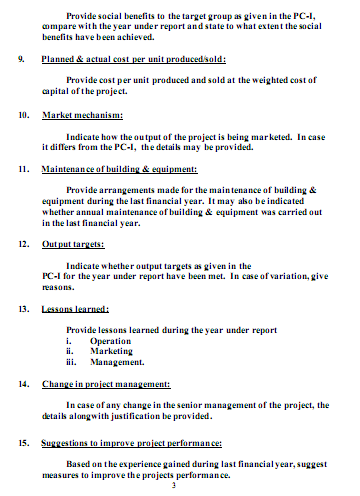 Provide social benefits to the target group as given in the PC-I,
compare with the year under report and state to what extent the social
benefits have been achieved.
9. Planned & actual cost per unit produced/sold:
Provide cost per unit produced and sold at the weighted cost of
capital of the project.
10. Market mechanism:
Indicate how the output of the project is being marketed. In case
it differs from the PC-I, the details may be provided.
11. Maintenance of building & equipment:
Provide arrangements made for the maintenance of building &
equipment during the last financial year. It may also be indicated
whether annual maintenance of building & equipment was carried out
in the last financial year.
12. Output targets:
Indicate whether output targets as given in the
PC-I for the year under report have been met. In case of variation, give
reasons.
13. Lessons learned:
Provide lessons learned during the year under report
i. Operation
ii. Marketing
iii. Management.
14. Change in project management:
In case of any change in the senior management of the project, the
details alongwith justification be provided.
15. Suggestions to improve project performance:
Based on the experience gained during last financial year, suggest
measures to improve the projects performance.
3